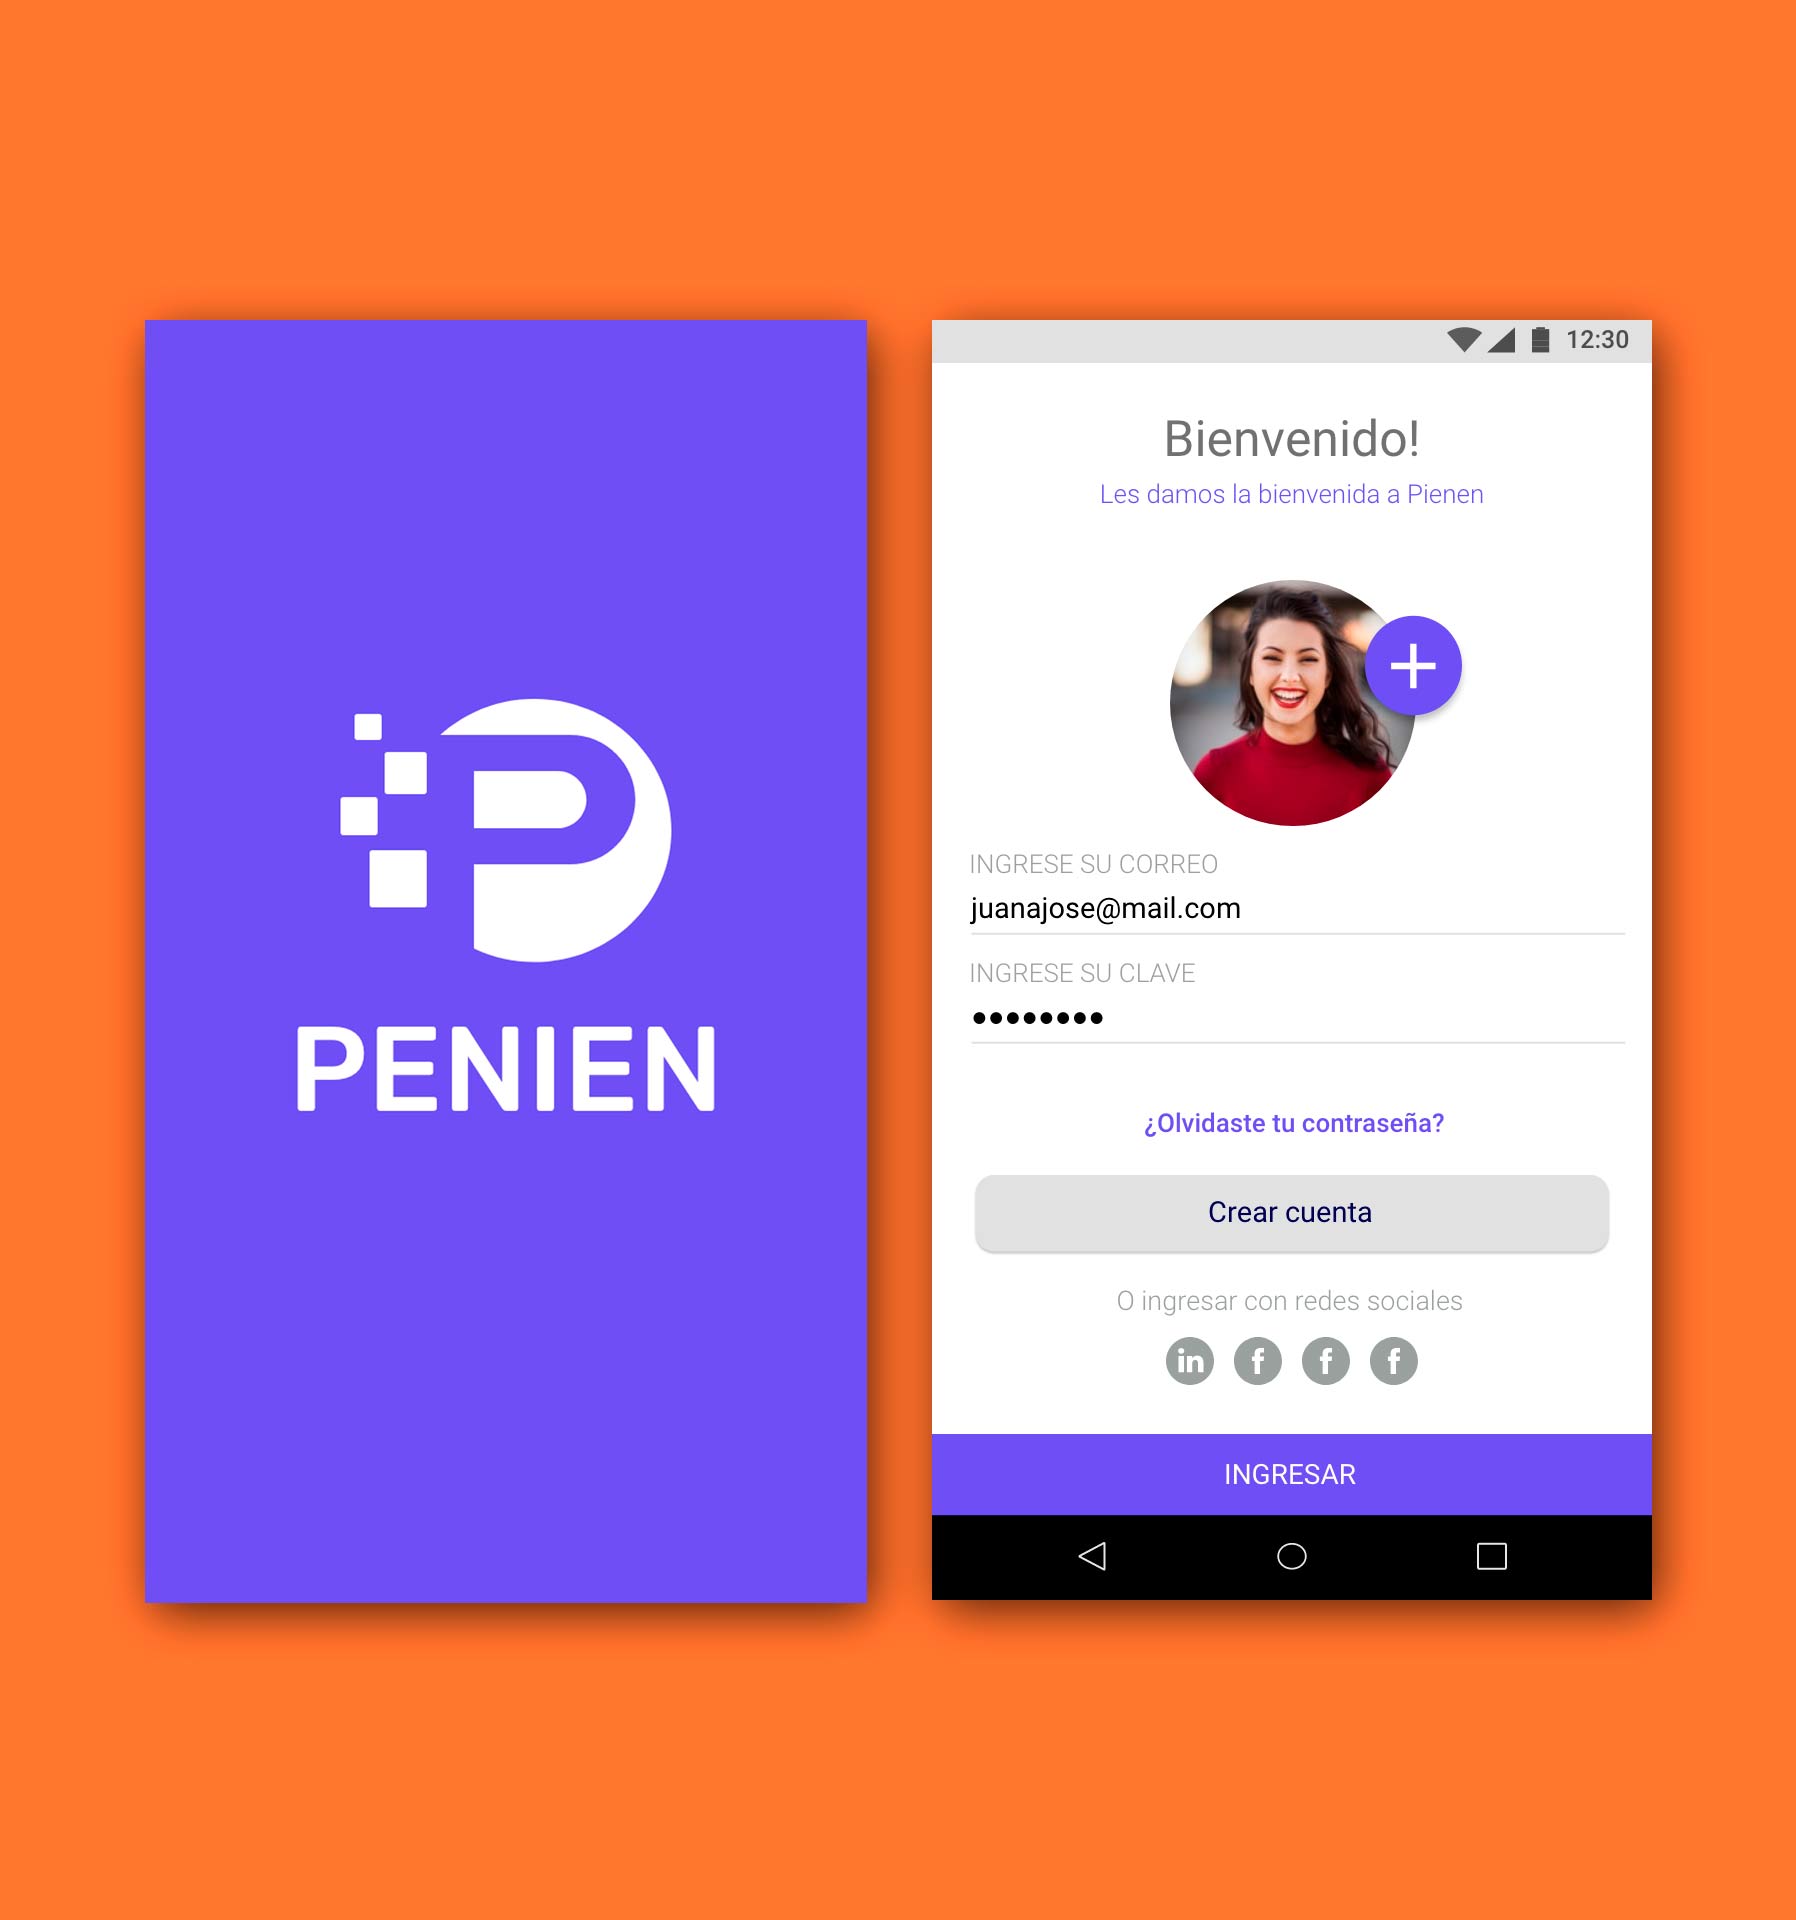 PENIEN
12:30
Bienvenido!
Les damos la bienvenida a Pienen
INGRESE SU CORREO
juanajose@mail.com
INGRESE SU CLAVE
••••••••
¿Olvidaste tu contraseña?
Crear cuenta
O ingresar con redes sociales
in f f f
INGRESAR